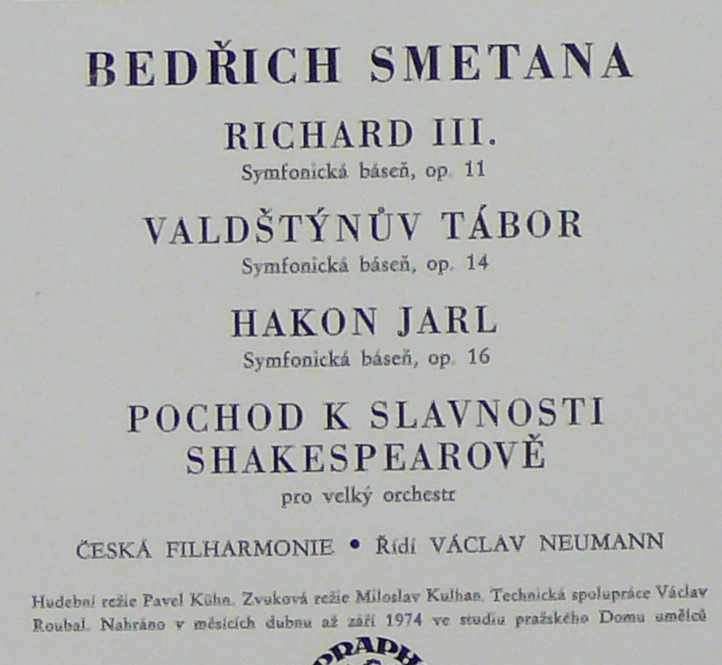 BEDŘICH SMETANA
RICHARD III.
Symfonická báseň, op. 11
VALDŠTÝNŮV TÁBOR
Symfonická báseň, op. 14
HAKON JARL
Symfonická báseň, op. 16
POCHOD K SLAVNOSTI
SHAKESPEAROVĚ
pro velký orchestr
ČESKÁ FILHARMONIE • Řídí VÁCLAV NEUMANN
Hudební režie Pavel Kühn. Zvuková režie Miloslav Kulhan. Technická spolupráce Václav
Roubal. Nahráno v měsících dubnu až září 1974 ve studiu pražského Domu umělců